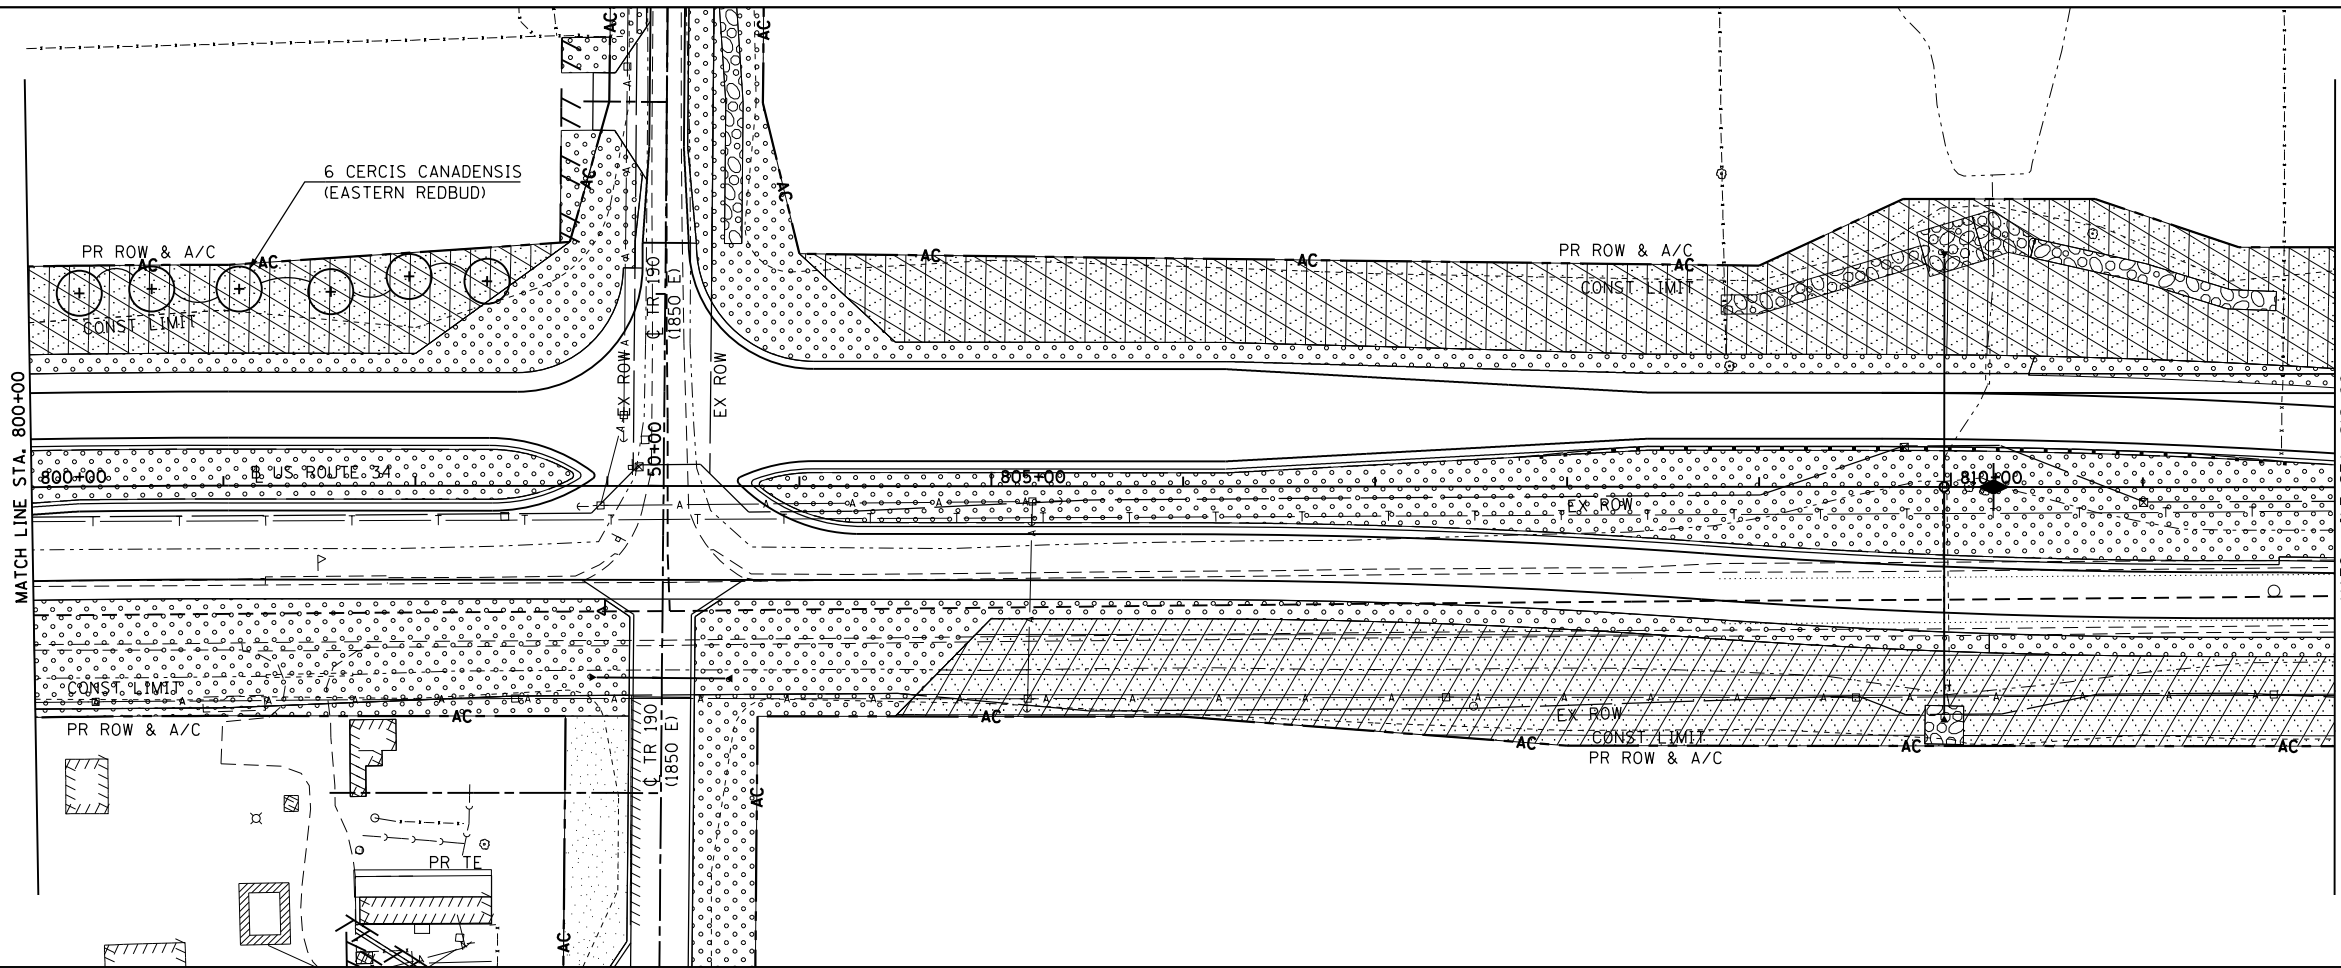 AC
AC
6 CERCIS CANADENSIS
(EASTERN REDBUD)
AC
AC
PR ROW & A/C
AC
AC
AC
AC
PR ROW & A/C
AC
CONST LIMIT
CONST LIMIT
℄ TR 190
(1850 E)
EX ROW
EX ROW
MATCH LINE STA. 800+00
50+00
800+00
℄ US ROUTE 34
805+00
810+00
EX ROW
CONST LIMIT
PR ROW & A/C
AC
AC
EX ROW
CONST LIMIT
PR ROW & A/C
AC
AC
AC
℄ TR 190
(1850 E)
AC
PR TE
AC